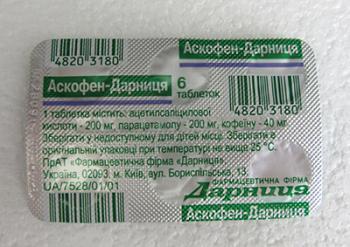 4820 3180
4820 3180
Аскофен-Дарниця
Аскофен-Дарниця
6
таблеток
1 таблетка містить: ацетилсаліцилової
кислоти - 200 мг, парацетамолу - 200 мг, кофеїну - 40 мг.
Зберігати у недоступному для дітей місці. Зберігати в
оригінальній упаковці при температурі не вище 25 °С.
ПрАТ «Фармацевтична фірма «Дарниця».
Україна, 02093, м. Київ, вул. Бориспільська, 13.
UA/7528/01/01
ФАРМАЦЕВТИЧНА ФІРМА
Дарниця
Аскофен-Дарниця